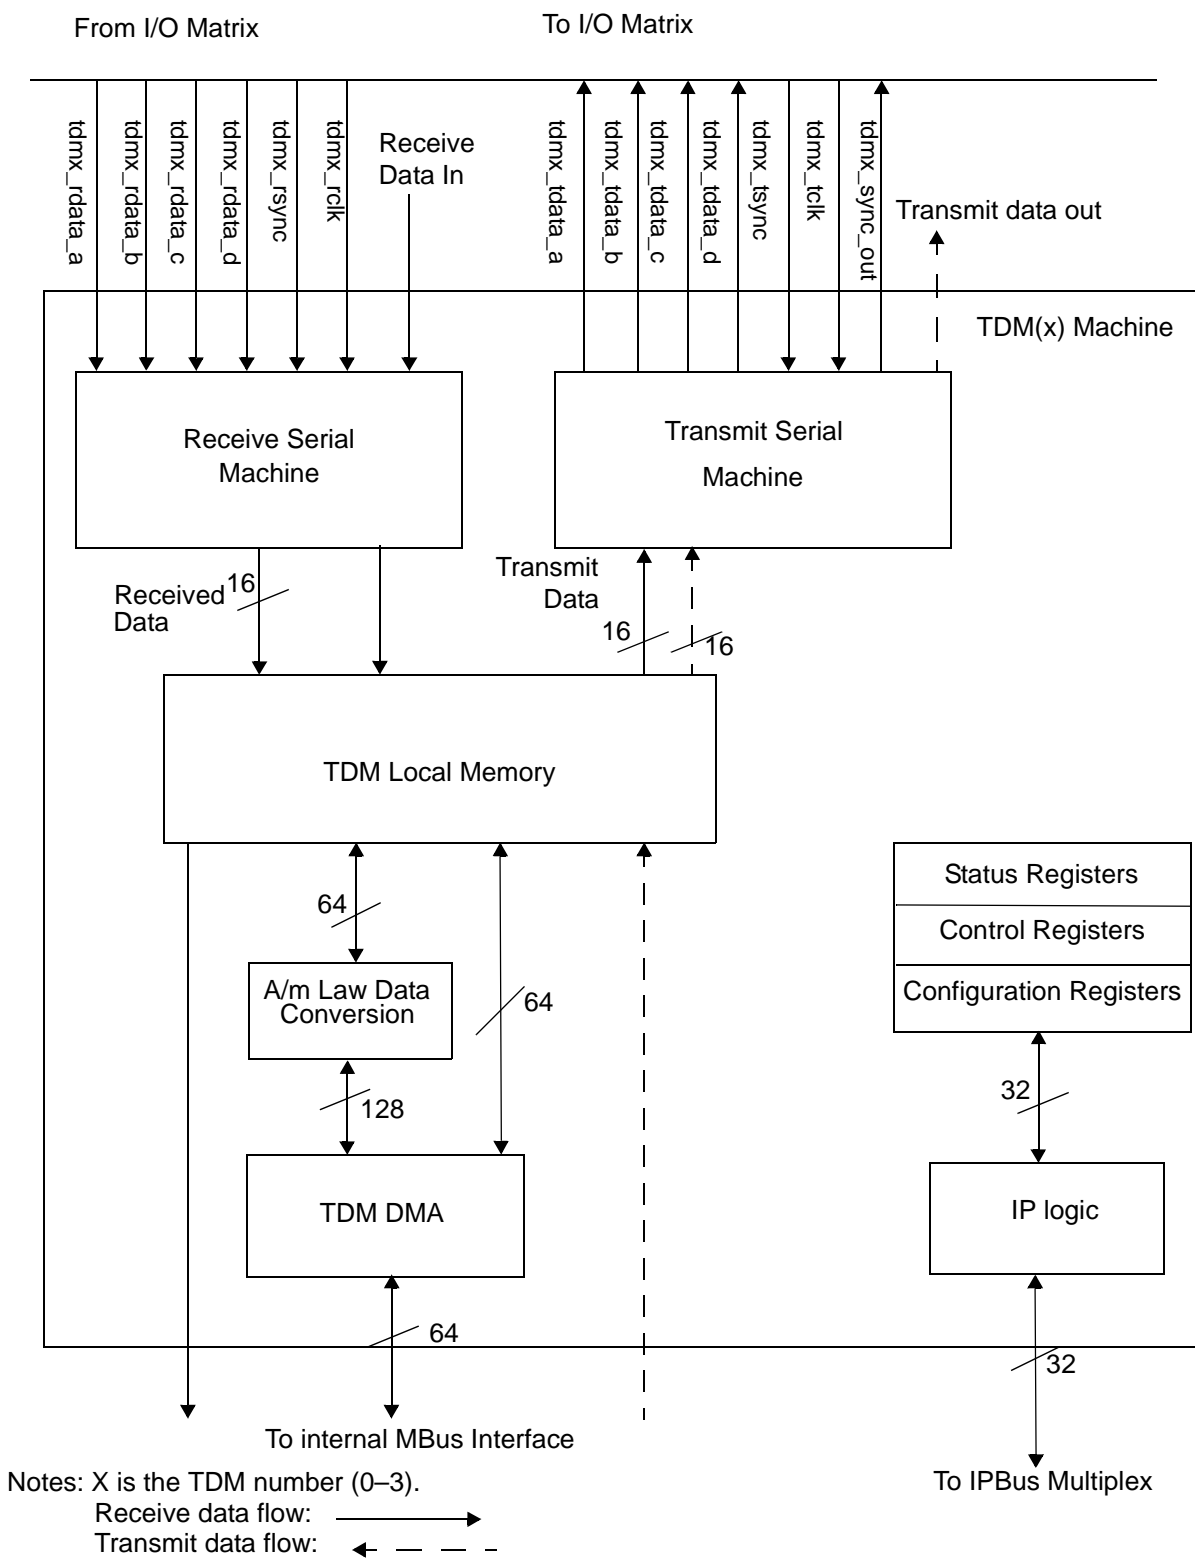 From I/O Matrix
To I/O Matrix
tdmx_rdata_a
tdmx_rdata_b
tdmx_rdata_c
tdmx_rdata_d
tdmx_rsync
tdmx_rclk
Receive
Data In
tdmx_tdata_a
tdmx_tdata_b
tdmx_tdata_c
tdmx_tdata_d
tdmx_tsync
tdmx_tclk
tdmx_sync_out
Transmit data out
TDM(x) Machine
Receive Serial
Machine
Transmit Serial
Machine
Received
Data
16
Transmit
Data
16
16
TDM Local Memory
64
A/m Law Data
Conversion
64
128
TDM DMA
64
Status Registers
Control Registers
Configuration Registers
32
IP logic
32
To internal MBus Interface
To IPBus Multiplex
Notes: X is the TDM number (0–3).
Receive data flow:
Transmit data flow: